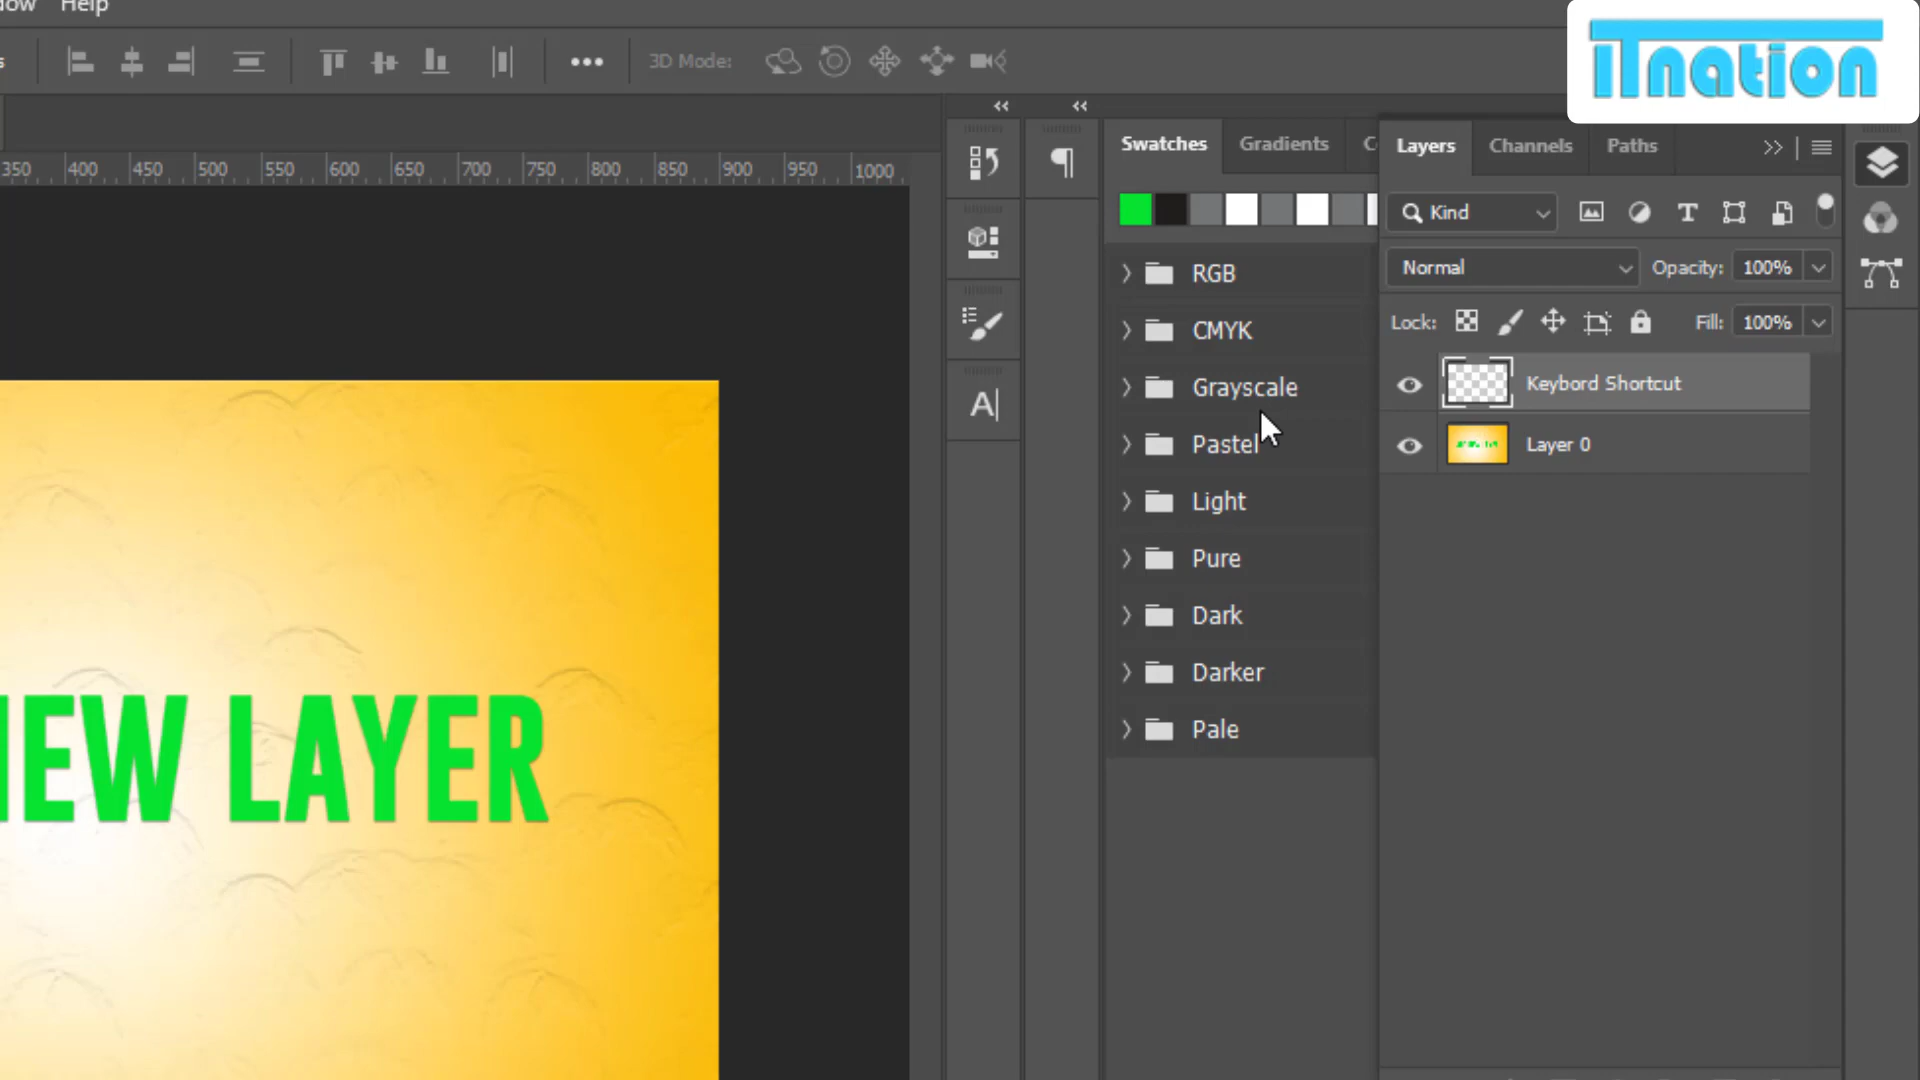 Help
3D Mode:
ITnation
Swatches Gradients C Layers Channels Paths
350 400 450 500 550 600 650 700 750 800 850 900 950 1000
Kind
Normal Opacity: 100%
Lock: Fill: 100%
RGB
CMYK
Grayscale
Pastel
Light
Pure
Dark
Darker
Pale
Keybord Shortcut
Layer 0
EW LAYER